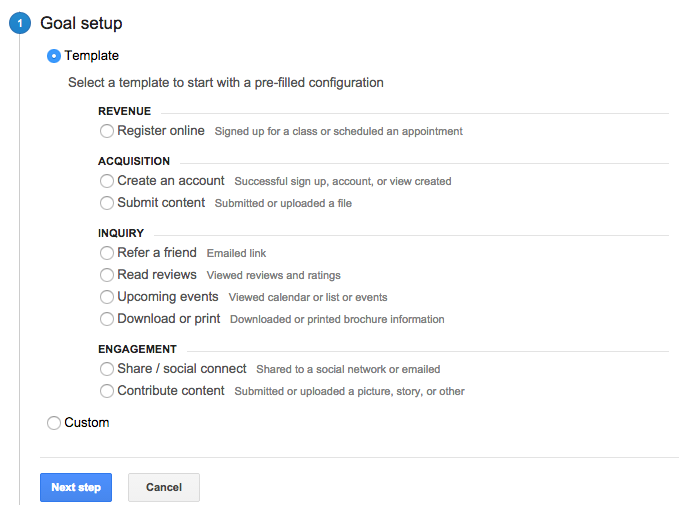 1 Goal setup
Template
Select a template to start with a pre-filled configuration
REVENUE
Register online Signed up for a class or scheduled an appointment
ACQUISITION
Create an account Successful sign up, account, or view created
Submit content Submitted or uploaded a file
INQUIRY
Refer a friend Emailed link
Read reviews Viewed reviews and ratings
Upcoming events Viewed calendar or list or events
Download or print Downloaded or printed brochure information
ENGAGEMENT
Share / social connect Shared to a social network or emailed
Contribute content Submitted or uploaded a picture, story, or other
Custom
Next step Cancel